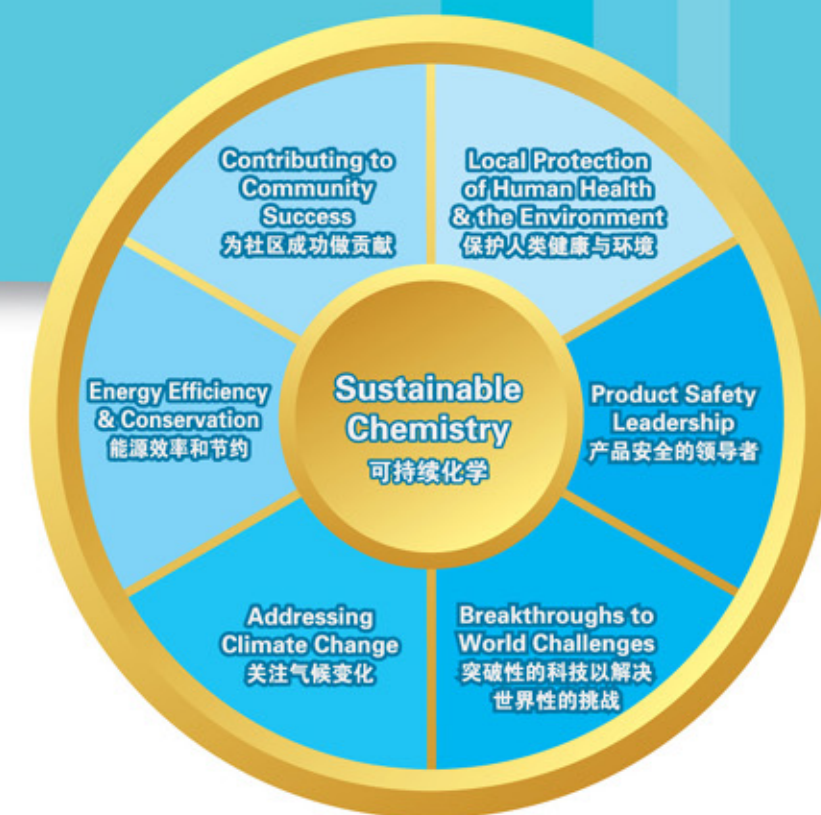 Contributing to
Community
Success
为社区成功做贡献
Local Protection
of Human Health
& the Environment
保护人类健康与环境
Energy Efficiency
& Conservation
能源效率和节约
Sustainable
Chemistry
可持续化学
Product Safety
Leadership
产品安全的领导者
Addressing
Climate Change
关注气候变化
Breakthroughs to
World Challenges
突破性的科技以解决
世界性的挑战